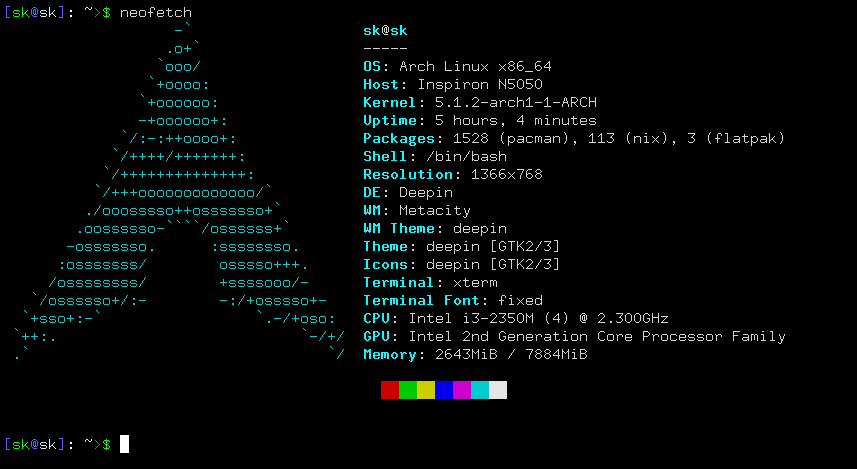 [sk@sk]: ~>$ neofetch
                   -`                    sk@sk
                  .o+`                   -----
                 `ooo/                   OS: Arch Linux x86_64
                `+oooo:                  Host: Inspiron N5050
               `+oooooo:                 Kernel: 5.1.2-arch1-1-ARCH
               -+oooooo+:                Uptime: 5 hours, 4 minutes
             `/:-:++oooo+:               Packages: 1528 (pacman), 113 (nix), 3 (flatpak)
            `/++++/+++++++:              Shell: /bin/bash
           `/++++++++++++++:             Resolution: 1366x768
          `/+++ooooooooooooo/`           DE: Deepin
         ./ooosssso++osssssso+`          WM: Metacity
        .oossssso-````/ossssss+`         WM Theme: deepin
       -osssssso.      :ssssssso.        Theme: deepin [GTK2/3]
      :osssssss/        osssso+++.       Icons: deepin [GTK2/3]
     /ossssssss/        +ssssooo/-       Terminal: xterm
   `/ossssso+/:-        -:/+osssso+-     Terminal Font: fixed
  `+sso+:-`                 `.-/+oso:    CPU: Intel i3-2350M (4) @ 2.300GHz
 `++:.                           `-/+/   GPU: Intel 2nd Generation Core Processor Family
 .`                                 `/   Memory: 2643MiB / 7884MiB
[sk@sk]: ~>$